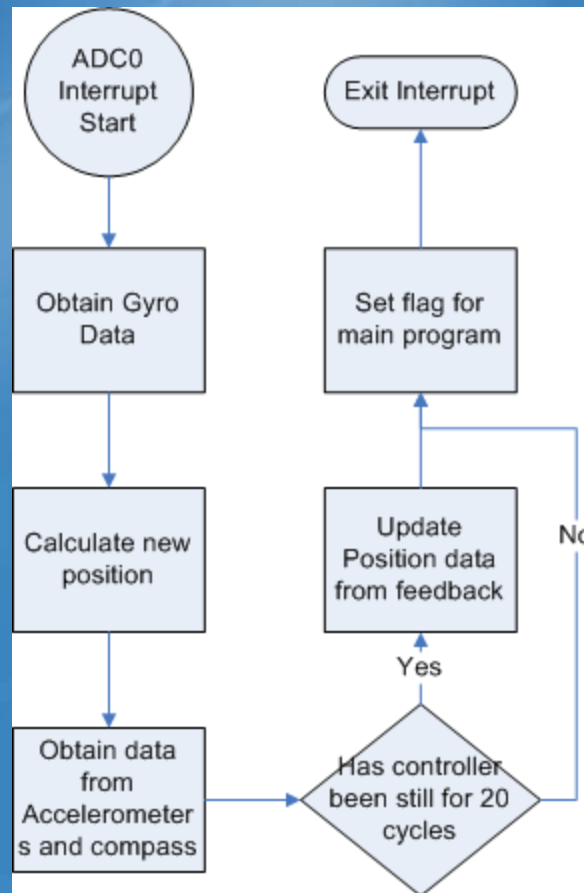 ADC0
Interrupt
Start
Obtain Gyro
Data
Calculate new
position
Obtain data
from
Accelerometer
s and compass
Has controller
been still for 20
cycles
Yes
No
Update
Position data
from feedback
Set flag for
main program
Exit Interrupt